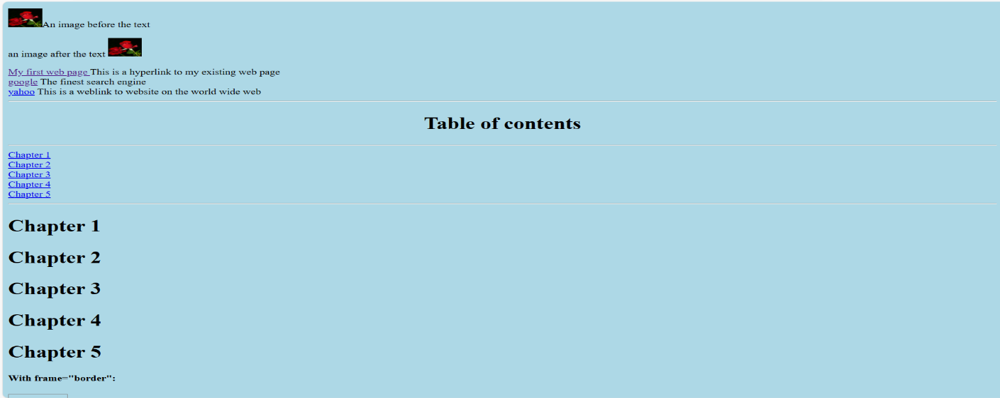 An image before the text
an image after the text
My first web page This is a hyperlink to my existing web page
google The finest search engine
yahoo This is a weblink to website on the world wide web
Table of contents
Chapter 1
Chapter 2
Chapter 3
Chapter 4
Chapter 5
Chapter 1
Chapter 2
Chapter 3
Chapter 4
Chapter 5
With frame="border":